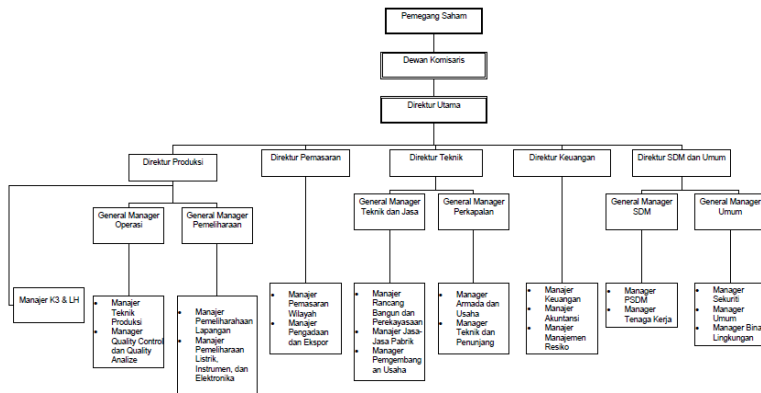 Pemegang Saham
Dewan Komisaris
Direktur Utama
Direktur Produksi
Direktur Pemasaran
Direktur Teknik
Direktur Keuangan
Direktur SDM dan Umum
General Manager
Operasi
General Manager
Pemeliharaan
General Manager
Teknik dan Jasa
General Manager
Perkapalan
General Manager
SDM
General Manager
Umum
Manajer K3 & LH
• Manajer
Teknik
Produksi
• Manager
Quality Control
dan Quality
Analize
• Manajer
Pemeliharahaan
Lapangan
• Manajer
Pemeliharaan
Listrik,
Instrumen, dan
Elektronika
• Manajer
Pemasaran
Wilayah
• Manajer
Pengadaan
dan Ekspor
• Manajer
Rancang
Bangun dan
Perekayasaan
• Manajer Jasa-
Jasa Pabrik
• Manager
Pemgembang
an Usaha
• Manager
Armada dan
Usaha
• Manager
Teknik dan
Penunjang
• Manajer
Keuangan
• Manajer
Akuntansi
• Manajer
Manajemen
Resiko
• Manager
PSDM
• Manager
Tenaga Kerja
• Manager
Sekuriti
• Manager
Umum
• Manager Bina
Lingkungan